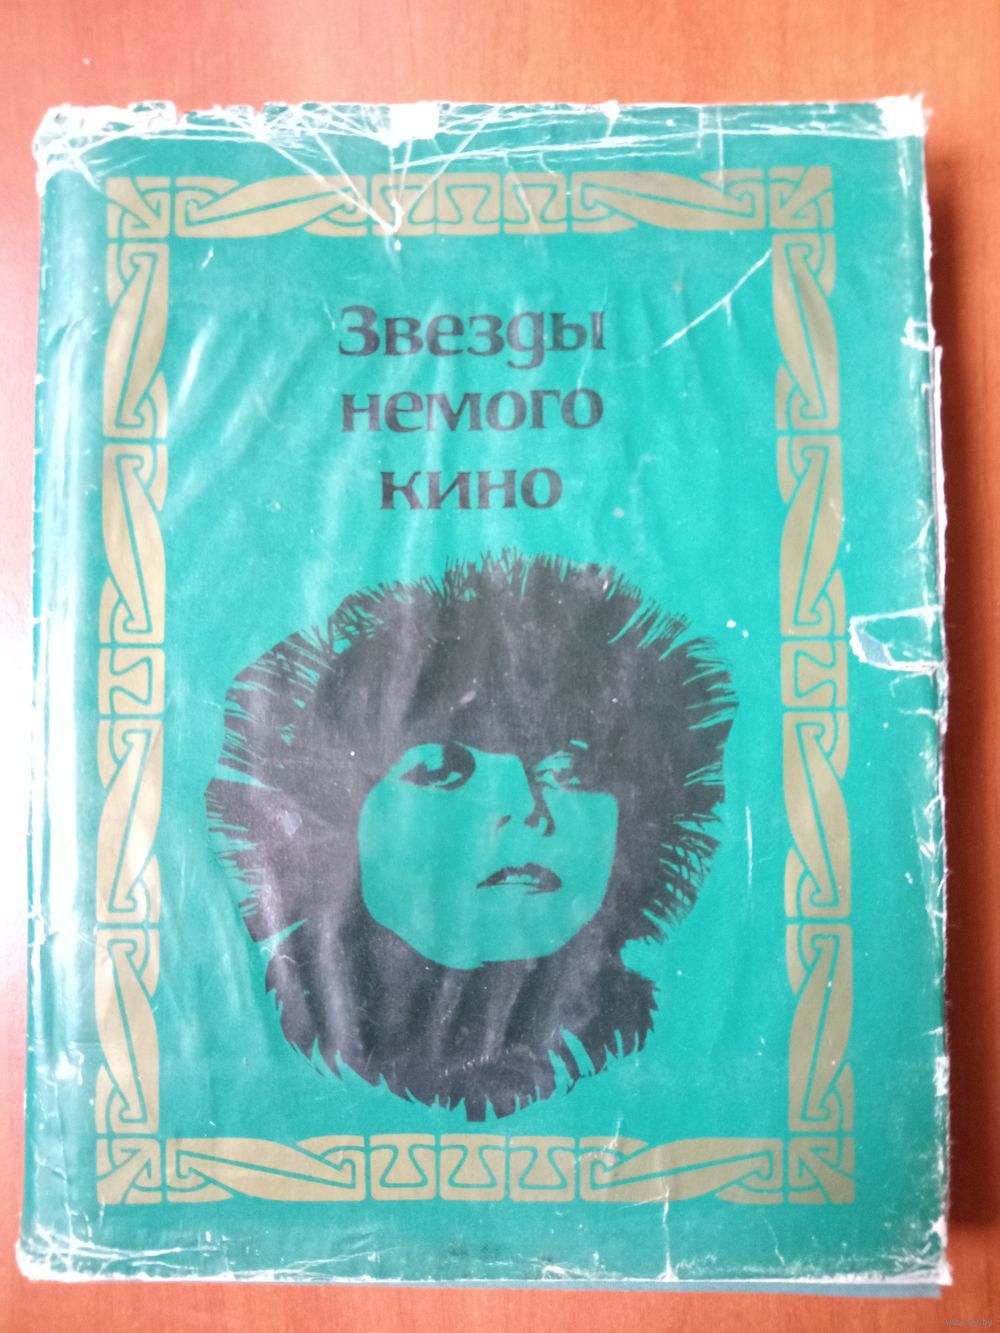 Звезды
немого
кино